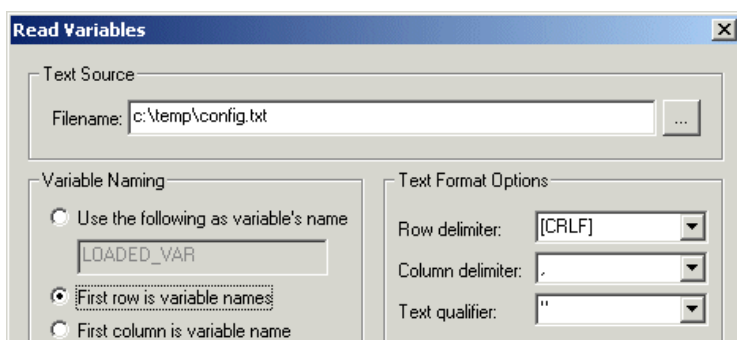 Read Variables
Text Source
Filename: c:\temp\config.txt ...
Variable Naming
Use the following as variable's name
LOADED_VAR
First row is variable names
First column is variable name
Text Format Options
Row delimiter: [CRLF]
Column delimiter: ,
Text qualifier: "